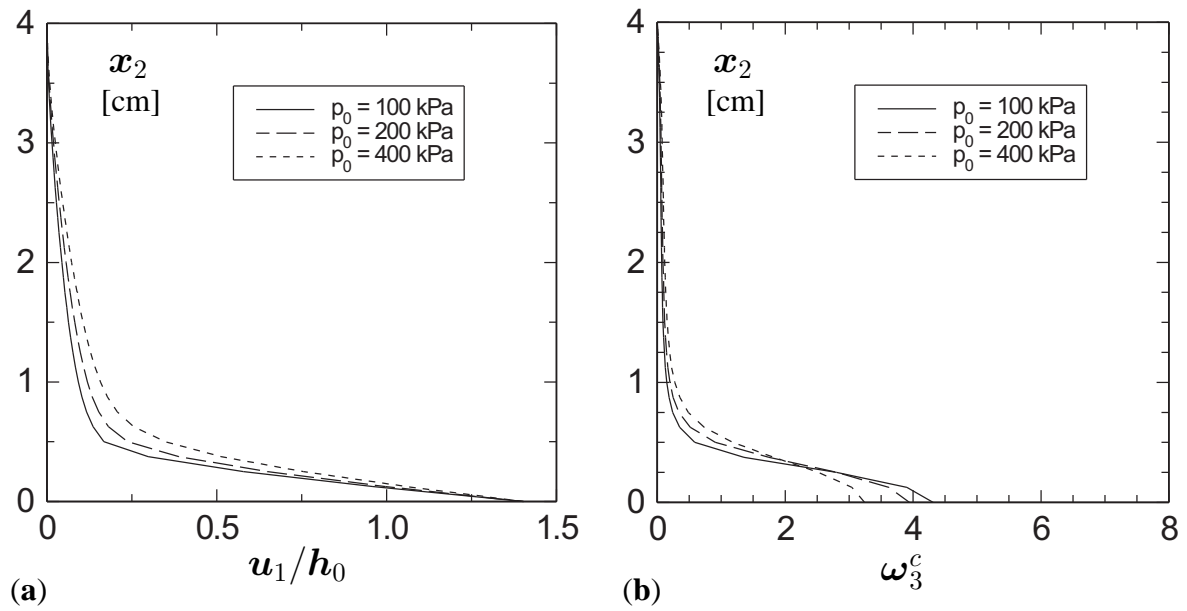 4
x₂
[cm]
p₀ = 100 kPa
p₀ = 200 kPa
p₀ = 400 kPa
3
2
1
0
0 0.5 1.0 1.5
u₁/h₀
(a)
4
x₂
[cm]
p₀ = 100 kPa
p₀ = 200 kPa
p₀ = 400 kPa
3
2
1
0
0 2 4 6 8
ω₃ᶜ
(b)